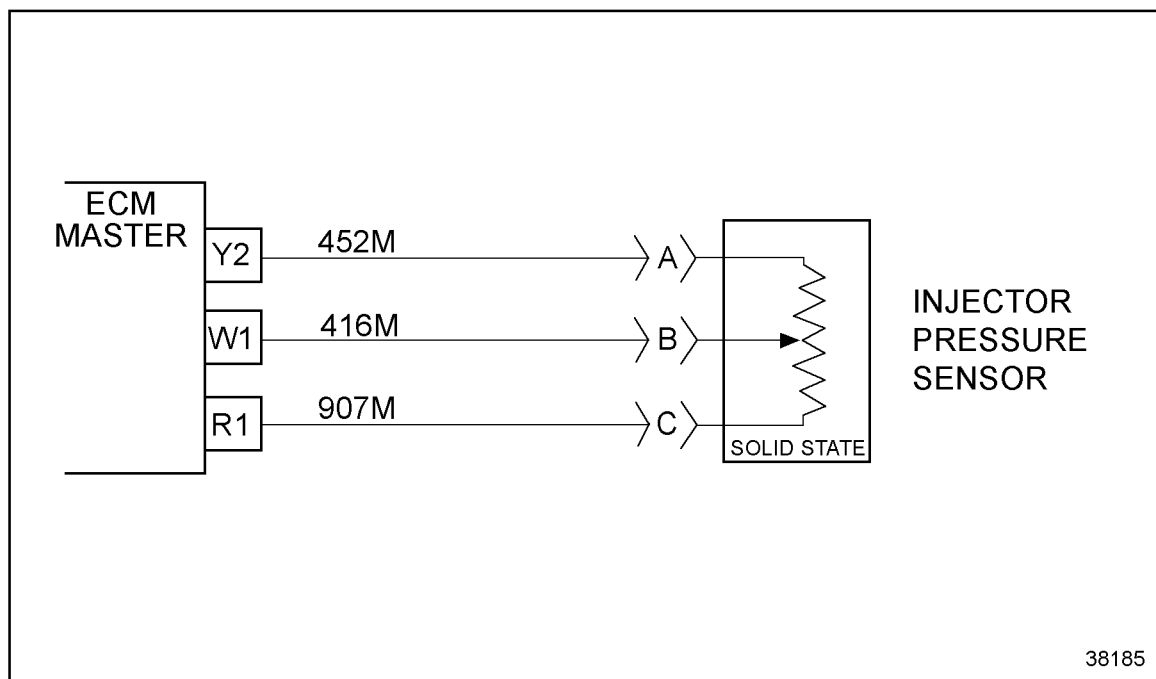 ECM
MASTER
Y2
452M
A
W1
416M
B
R1
907M
C
SOLID STATE
INJECTOR
PRESSURE
SENSOR
38185